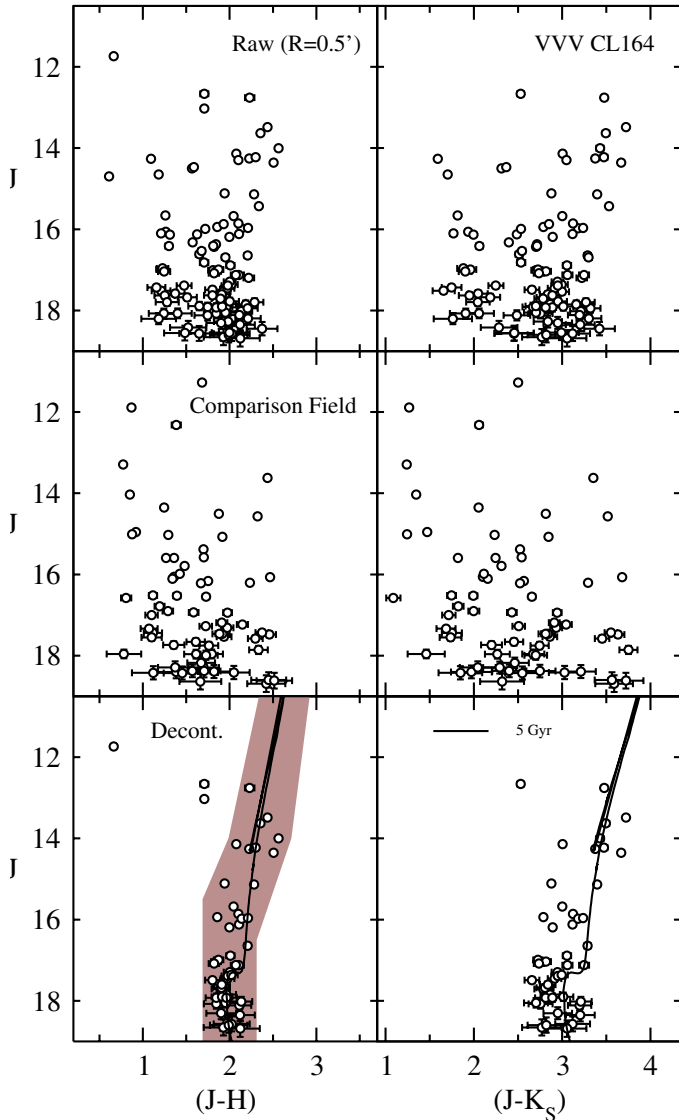 Raw (R=0.5')
VVV CL164
12
14
J
16
18
Comparison Field
12
14
J
16
18
Decont.
5 Gyr
12
14
J
16
18
1
2
3
1
2
3
4
(J-H)
(J-K_S)